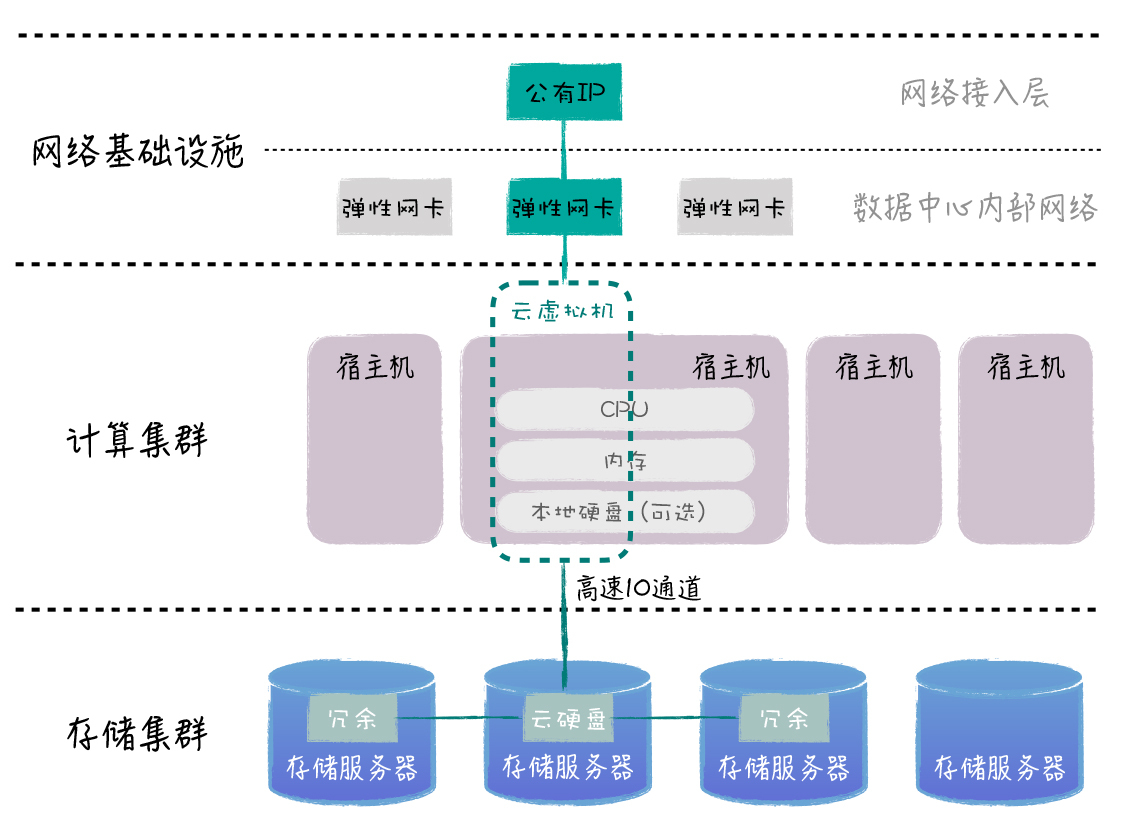 公有IP
网络接入层
网络基础设施
弹性网卡
弹性网卡
弹性网卡
数据中心内部网络
云虚拟机
宿主机
宿主机
宿主机
宿主机
CPU
内存
本地硬盘（可选）
计算集群
高速IO通道
冗余
云硬盘
冗余
存储集群
存储服务器
存储服务器
存储服务器
存储服务器